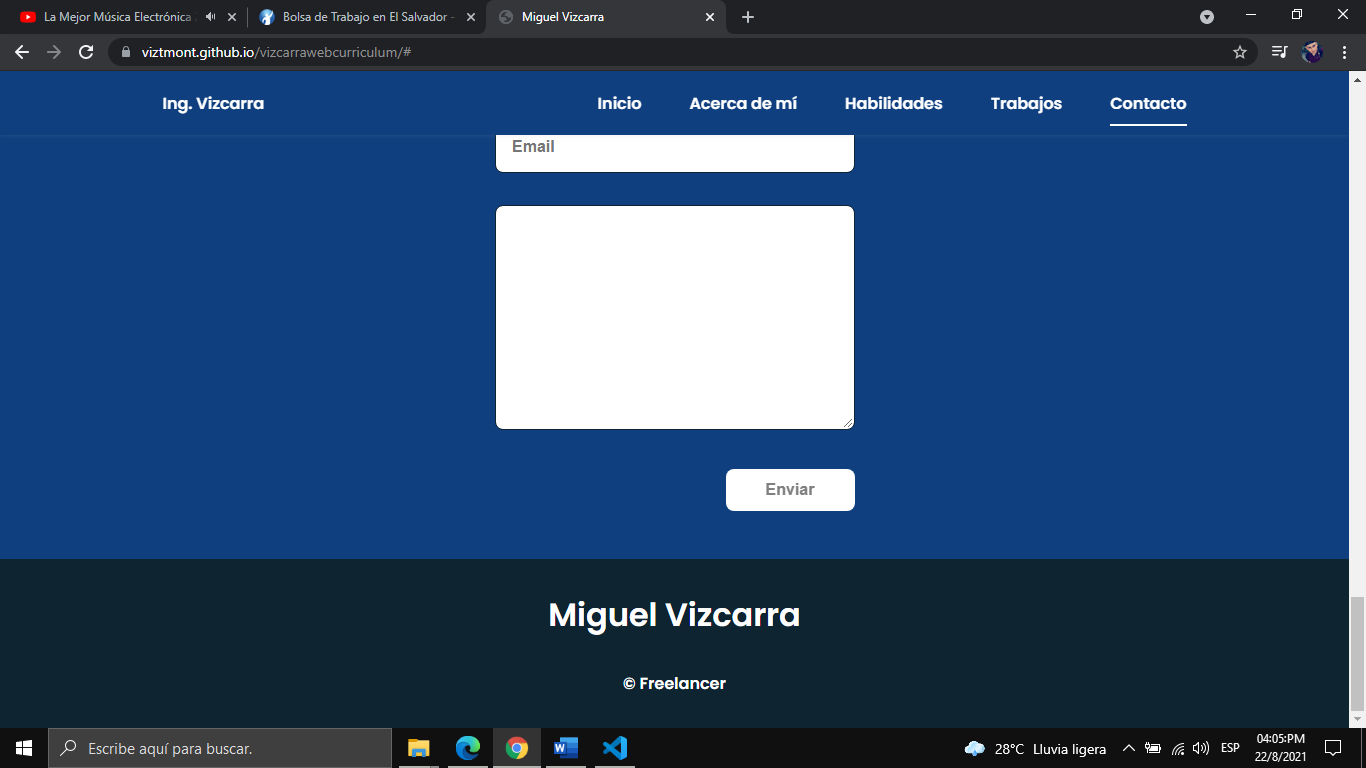 La Mejor Música Electrónica
Bolsa de Trabajo en El Salvador -
Miguel Vizcarra
viztmont.github.io/vizcarrawebcurriculum/#
Ing. Vizcarra
Inicio
Acerca de mí
Habilidades
Trabajos
Contacto
Email
Enviar
Miguel Vizcarra
© Freelancer
Escribe aquí para buscar.
28°C Lluvia ligera
ESP
04:05:PM
22/8/2021